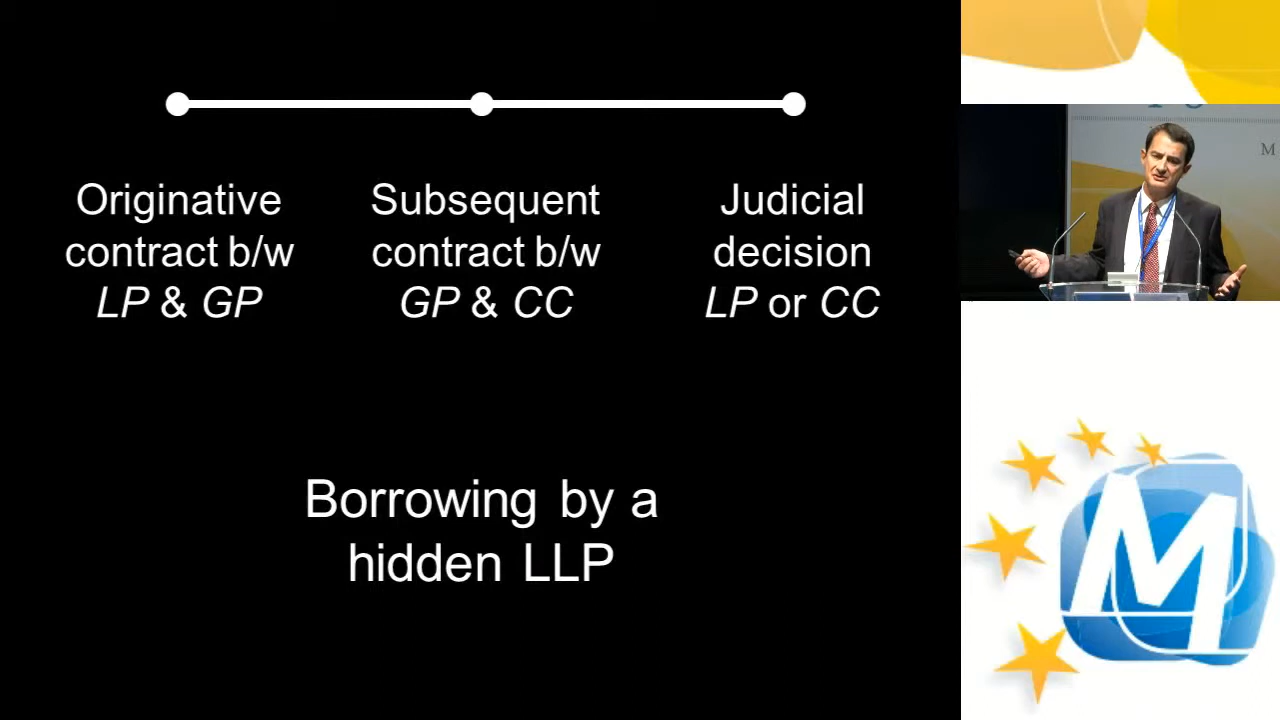 Originative
contract b/w
LP & GP
Subsequent
contract b/w
GP & CC
Judicial
decision
LP or CC
Borrowing by a
hidden LLP
M
M